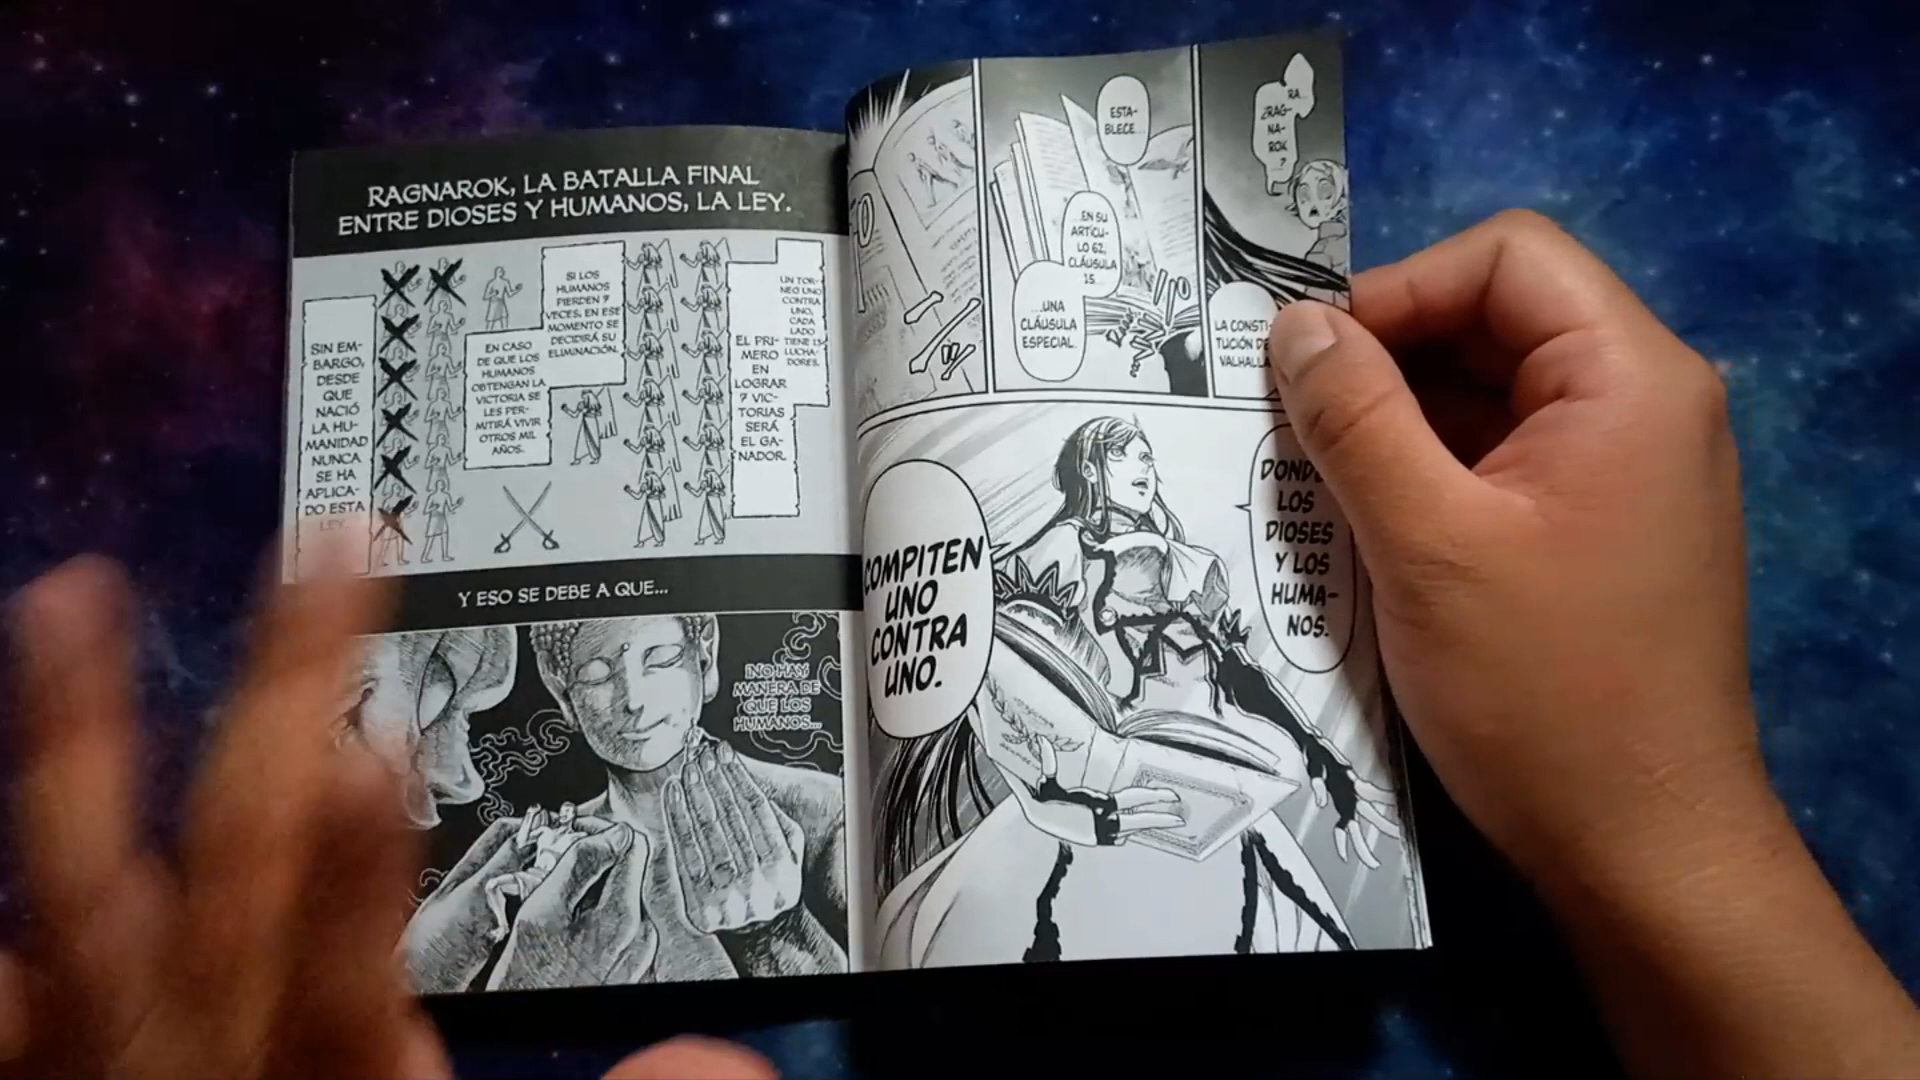 RA...
¿RAG-
NA-
ROK
?
LA CONSTI-
TUCIÓN DE
VALHALLA
ESTA-
BLECE...
...EN SU
ARTÍCU-
LO 62,
CLÁUSULA
15...
...UNA
CLÁUSULA
ESPECIAL.
DONDE
LOS
DIOSES
Y LOS
HUMA-
NOS.
COMPITEN
UNO
CONTRA
UNO.
RAGNAROK, LA BATALLA FINAL
ENTRE DIOSES Y HUMANOS, LA LEY.
UN TOR-
NEO UNO
CONTRA
UNO,
CADA
LADO
TIENE 13
LUCHA-
DORES.
EL PRI-
MERO
EN
LOGRAR
7 VIC-
TORIAS
SERÁ
EL GA-
NADOR.
SI LOS
HUMANOS
PIERDEN 7
VECES, EN ESE
MOMENTO SE
DECIDIRÁ SU
ELIMINACIÓN.
EN CASO
DE QUE LOS
HUMANOS
OBTENGAN LA
VICTORIA SE
LES PER-
MITIRÁ VIVIR
OTROS MIL
AÑOS.
SIN EM-
BARGO,
DESDE
QUE
NACIÓ
LA HU-
MANIDAD
NUNCA
SE HA
APLICA-
DO ESTA
LEY.
Y ESO SE DEBE A QUE...
¡NO HAY
MANERA DE
QUE LOS
HUMANOS...